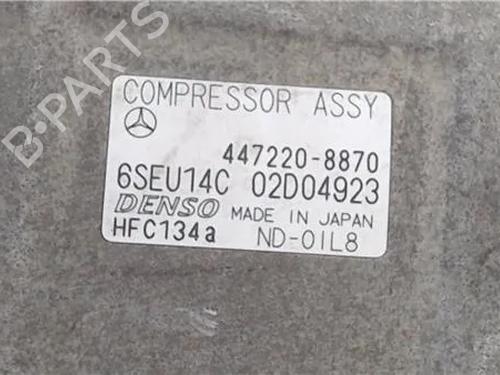 B-PARTS
COMPRESSOR ASSY
447220-8870
6SEU14C 02D04923
DENSO MADE IN JAPAN
HFC134a ND-OIL8